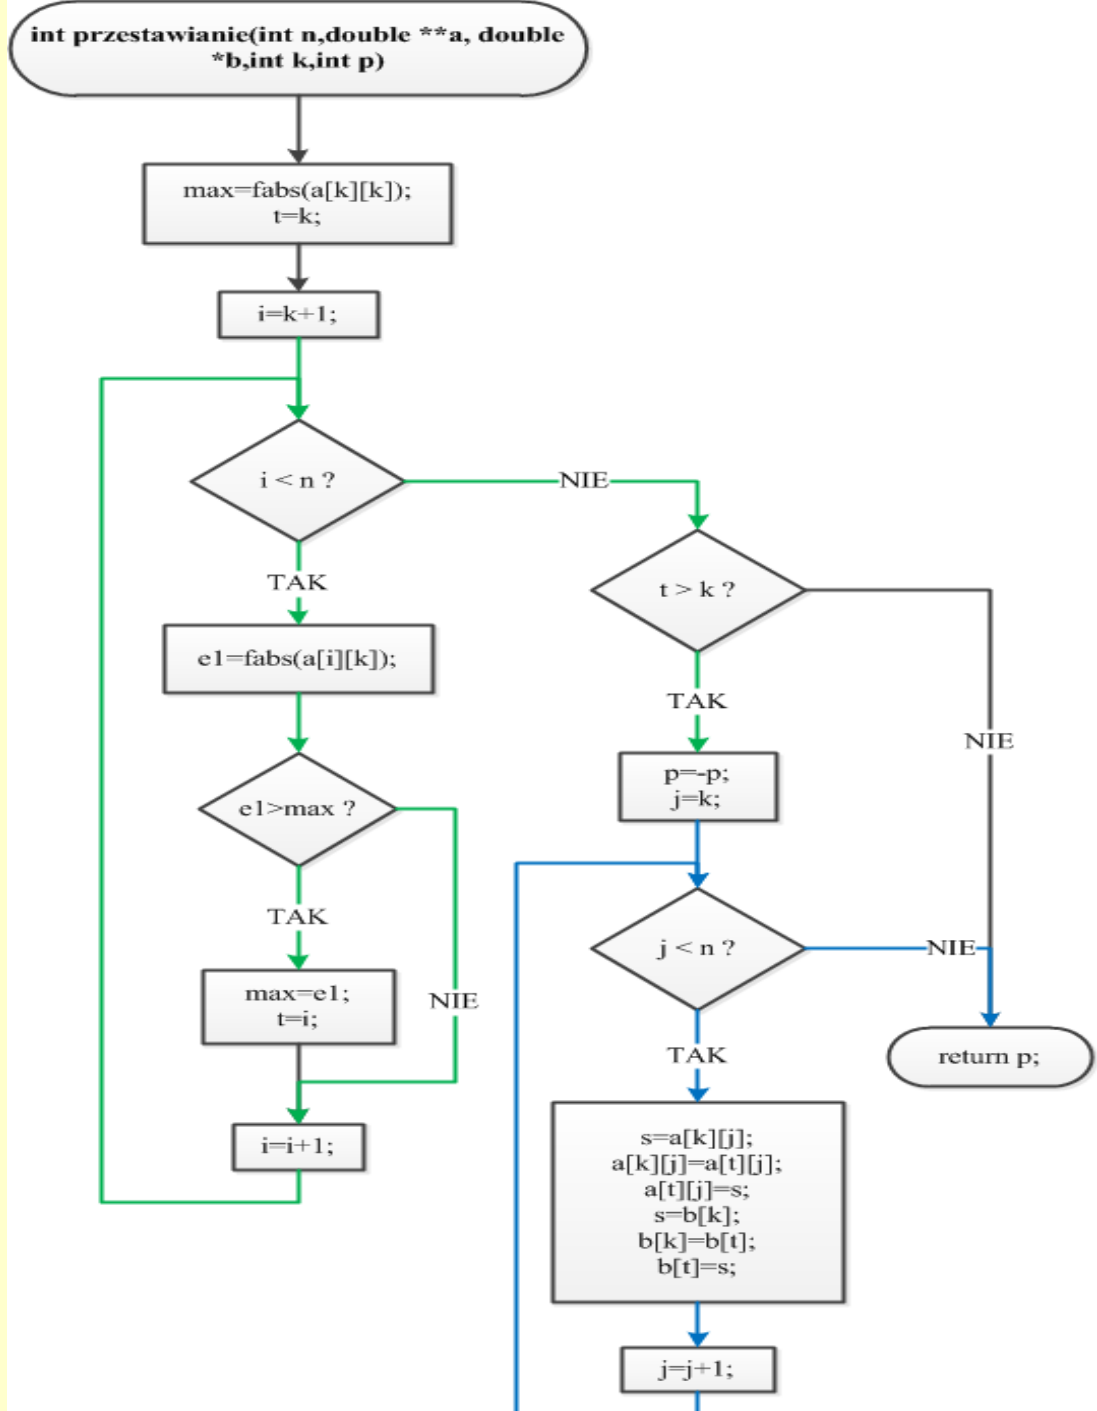 int przestawianie(int n,double **a, double
*b,int k,int p)
max=fabs(a[k][k]);
t=k;
i=k+1;
i < n ?
NIE
TAK
t > k ?
e1=fabs(a[i][k]);
TAK
NIE
p=-p;
j=k;
e1>max ?
TAK
j < n ?
NIE
max=e1;
t=i;
NIE
TAK
return p;
i=i+1;
s=a[k][j];
a[k][j]=a[t][j];
a[t][j]=s;
s=b[k];
b[k]=b[t];
b[t]=s;
j=j+1;